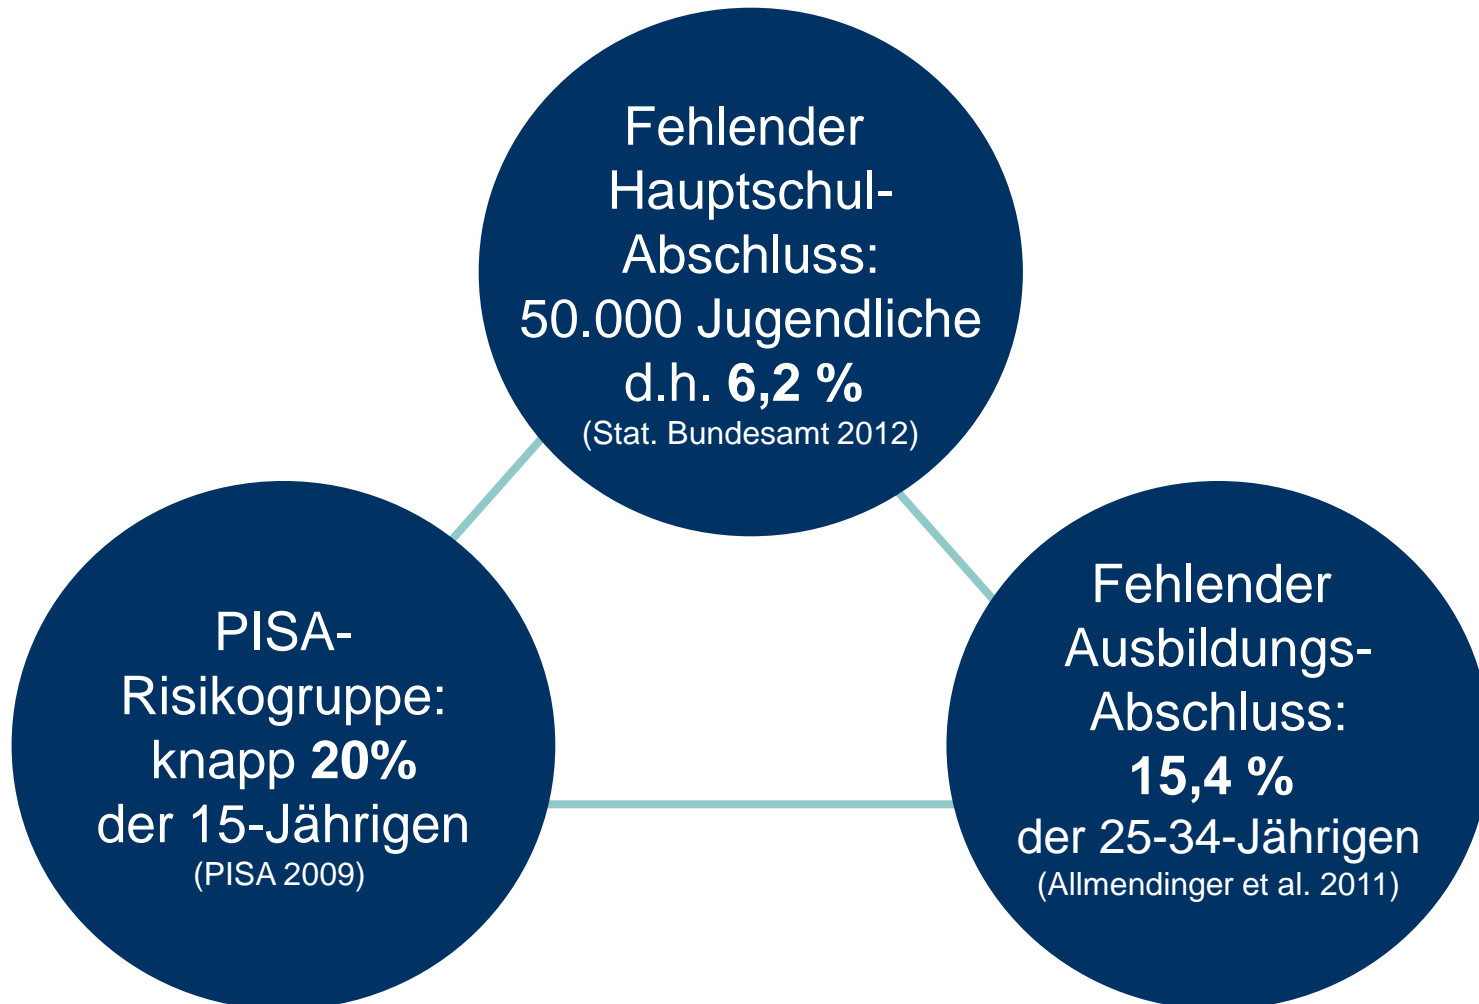 Fehlender
Hauptschul-
Abschluss:
50.000 Jugendliche
d.h. 6,2 %
(Stat. Bundesamt 2012)
PISA-
Risikogruppe:
knapp 20%
der 15-Jährigen
(PISA 2009)
Fehlender
Ausbildungs-
Abschluss:
15,4 %
der 25-34-Jährigen
(Allmendinger et al. 2011)